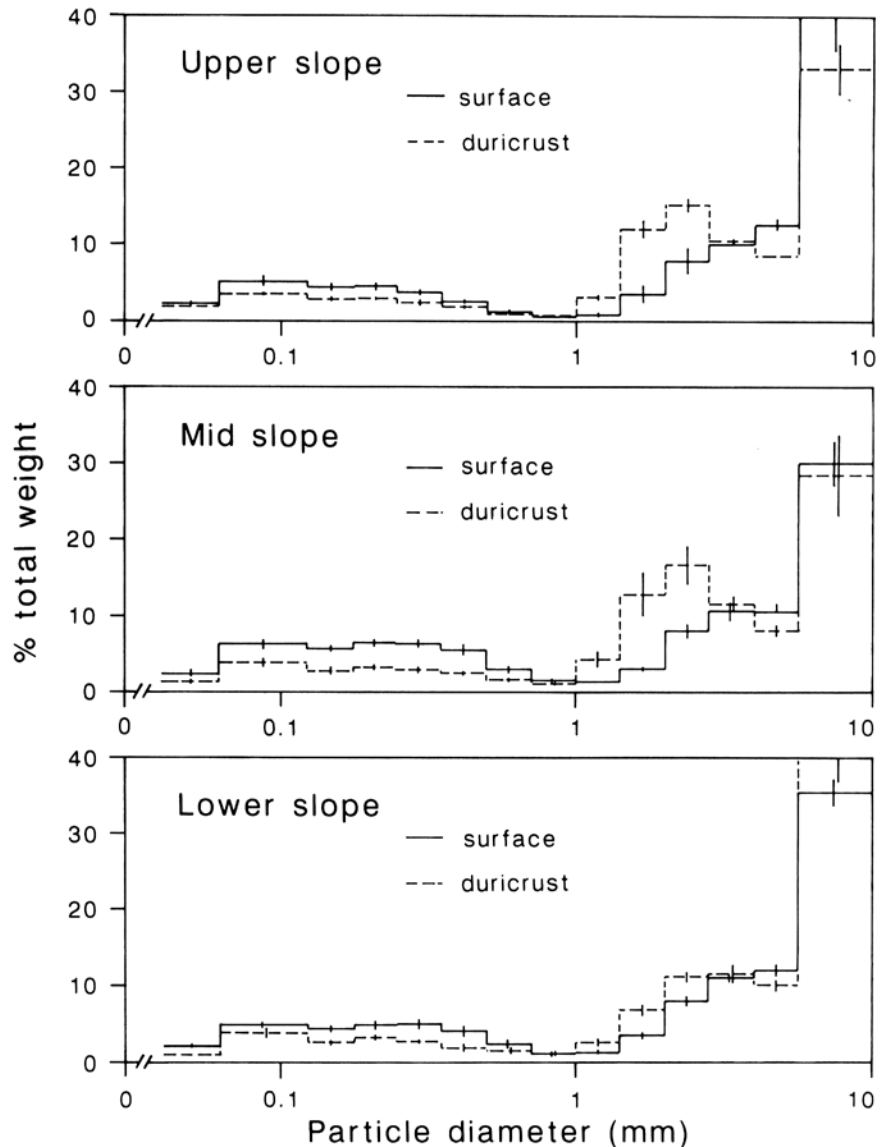 40
Upper slope
surface
30
duricrust
20
10
0
0 0.1 1 10
40
Mid slope
surface
30
duricrust
20
10
0
0 0.1 1 10
40
Lower slope
30
surface
duricrust
20
10
0
0 0.1 1 10
% total weight
Particle diameter (mm)